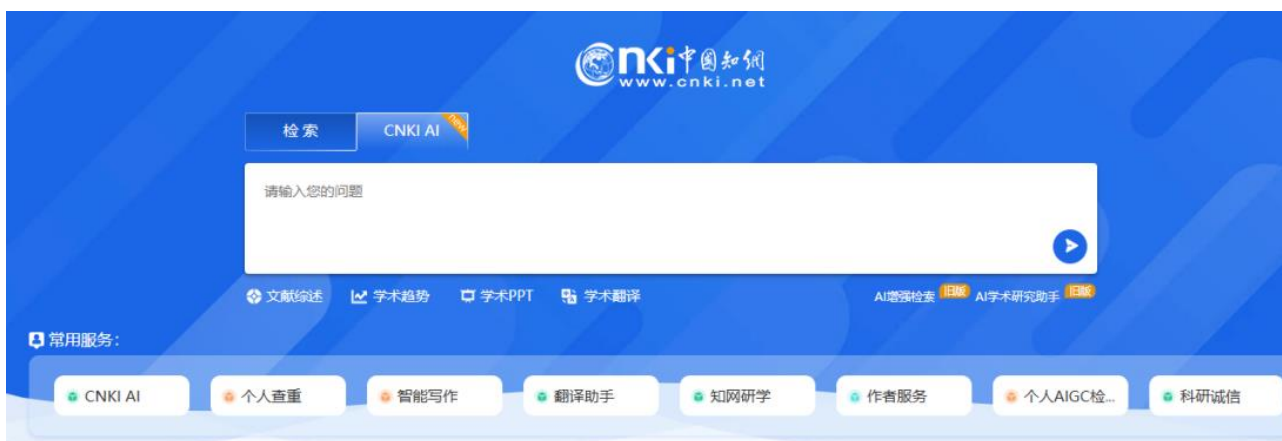 cnki中国知网
www.cnki.net
检索 CNKI AI new
请输入您的问题
文献综述 学术趋势 学术PPT 学术翻译 AI增强检索 旧版 AI学术研究助手 旧版
常用服务：
CNKI AI 个人查重 智能写作 翻译助手 知网研学 作者服务 个人AIGC检... 科研诚信